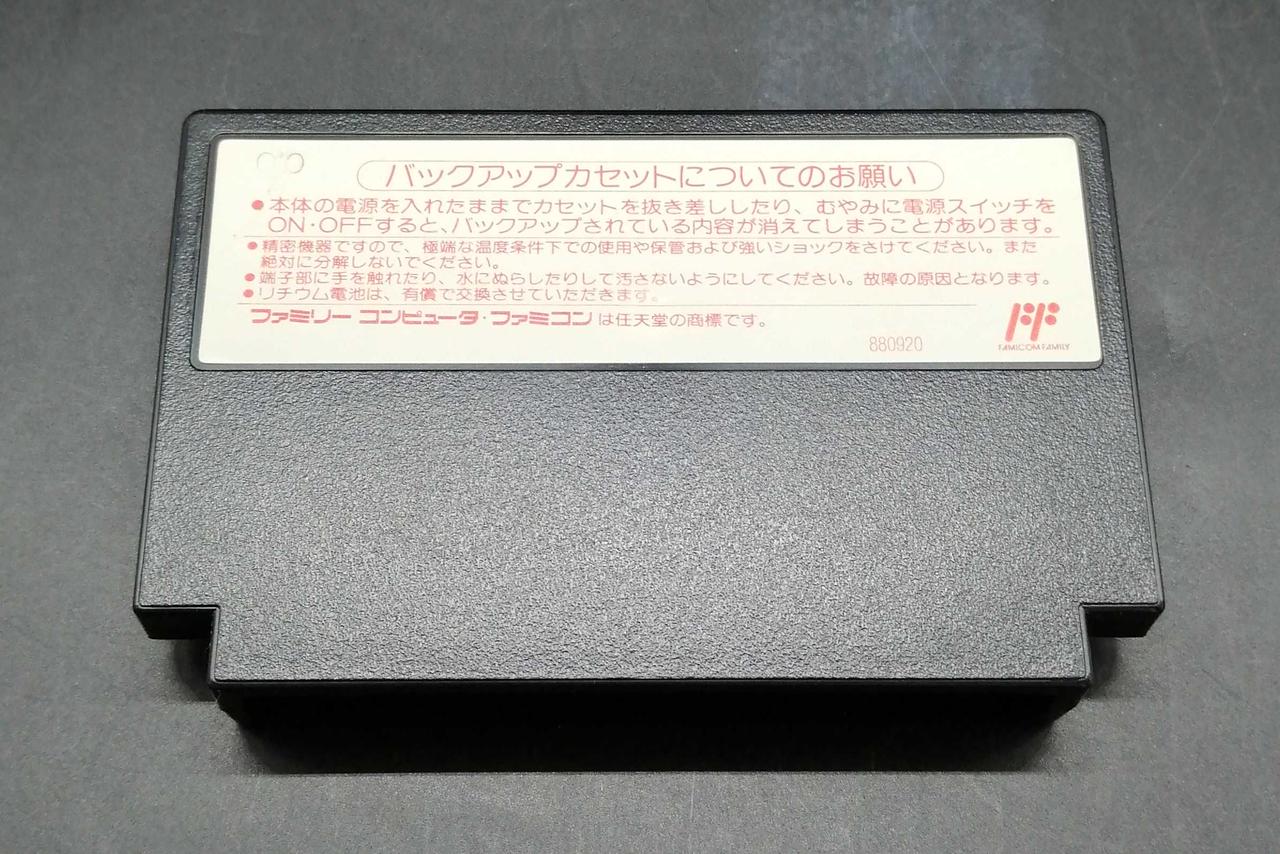 バックアップカセットについてのお願い
●本体の電源を入れたままでカセットを抜き差ししたり、むやみに電源スイッチを
ON・OFFすると、バックアップされている内容が消えてしまうことがあります。
●精密機器ですので、極端な温度条件下での使用や保管および強いショックをさけてください。また
絶対に分解しないでください。
●端子部に手を触れたり、水にぬらしたりして汚さないようにしてください。故障の原因となります。
●リチウム電池は、有償で交換させていただきます。
ファミリー コンピュータ・ファミコンは任天堂の商標です。
880920
FAMICOM FAMILY